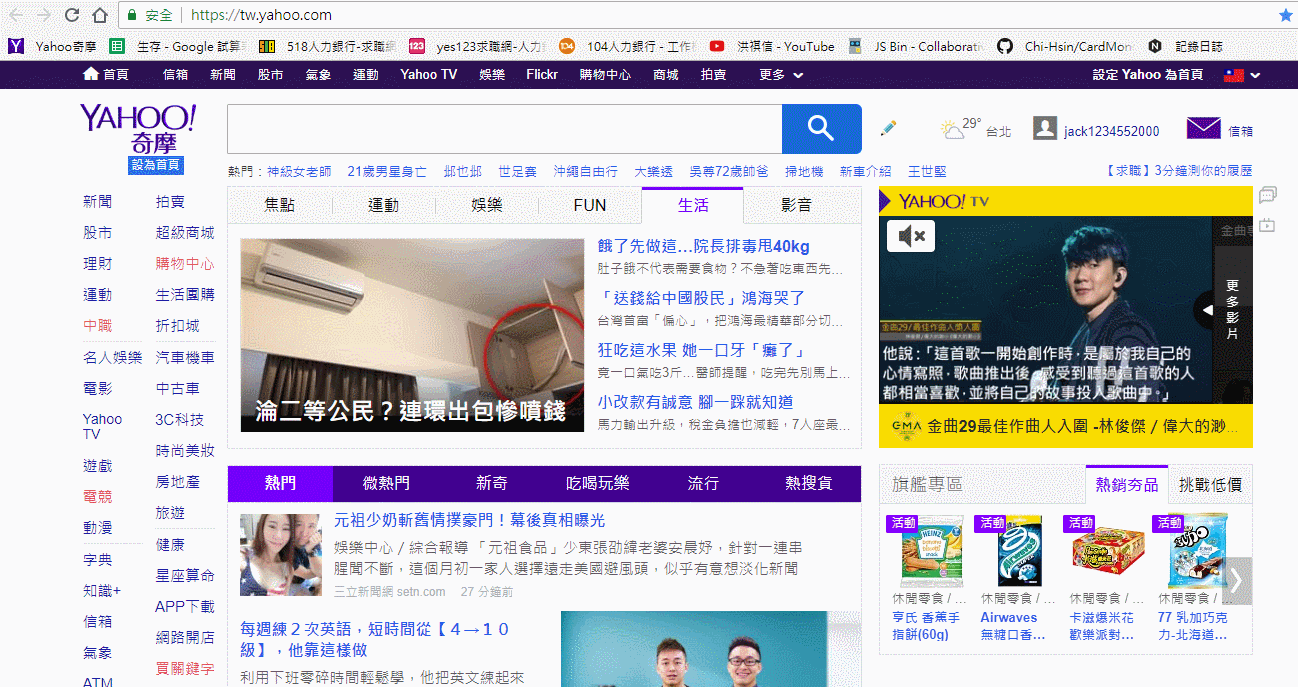 安全 https://tw.yahoo.com
Yahoo奇摩 生存 - Google 試算 518人力銀行-求職 yes123求職網-人力 104人力銀行 - 工作 洪祺信 - YouTube JS Bin - Collaborati Chi-Hsin/CardMon 記錄日誌
首頁 信箱 新聞 股市 氣象 運動 Yahoo TV 娛樂 Flickr 購物中心 商城 拍賣 更多 設定 Yahoo 為首頁
YAHOO!
奇摩
設為首頁
29° 台北 jack1234552000 信箱
熱門：神級女老師 21歲男星身亡 邺也邺 世足賽 沖繩自由行 大樂透 吳尊72歲帥爸 掃地機 新車介紹 王世堅 【求職】3分鐘測你的履歷
新聞 拍賣
股市 超級商城
理財 購物中心
運動 生活團購
中職 折扣城
名人娛樂 汽車機車
電影 中古車
Yahoo
TV
3C科技
時尚美妝
遊戲 房地產
電競 旅遊
動漫 健康
字典 星座算命
知識+ APP下載
信箱 網路開店
氣象 買關鍵字
ATM
焦點 運動 娛樂 FUN 生活 影音
淪二等公民？連環出包慘噴錢
餓了先做這...院長排毒甩40kg
肚子餓不代表需要食物？不急著吃東西先...
「送錢給中國股民」鴻海哭了
台灣首富「偏心」，把鴻海最精華部分切...
狂吃這水果 她一口牙「癱了」
竟一口氣吃3斤...醫師提醒，吃完先別馬上...
小改款有誠意 腳一踩就知道
馬力輸出升級，稅金負擔也減輕，7人座最...
熱門 微熱門 新奇 吃喝玩樂 流行 熱搜貨
元祖少奶斬舊情撲豪門！幕後真相曝光
娛樂中心／綜合報導 「元祖食品」少東張邵緯老婆安晨妤，針對一連串
腥聞不斷，這個月初一家人選擇遠走美國避風頭，似乎有意想淡化新聞
三立新聞網 setn.com 27 分鐘前
每週練２次英語，短時間從【４→１０
級】，他靠這樣做
利用下班零碎時間輕鬆學，他把英文練起來
YAHOO! TV
金曲
更多影片
金曲29/最佳作曲人獎入圍
他說：「這首歌一開始創作時，是屬於我自己的
心情寫照，歌曲推出後，感受到聽過這首歌的人
都相當喜歡，並將自己的故事投入歌曲中。」
GMA 金曲29最佳作曲人入圍 -林俊傑 / 偉大的渺...
旗艦專區 熱銷夯品 挑戰低價
活動 活動 活動 活動
休閒零食 / ... 休閒零食 / ... 休閒零食 / ... 休閒零食 / ...
亨氏 香蕉手
指餅(60g)
Airwaves
無糖口香...
卡滋爆米花
歡樂派對...
77 乳加巧克
力-北海道...